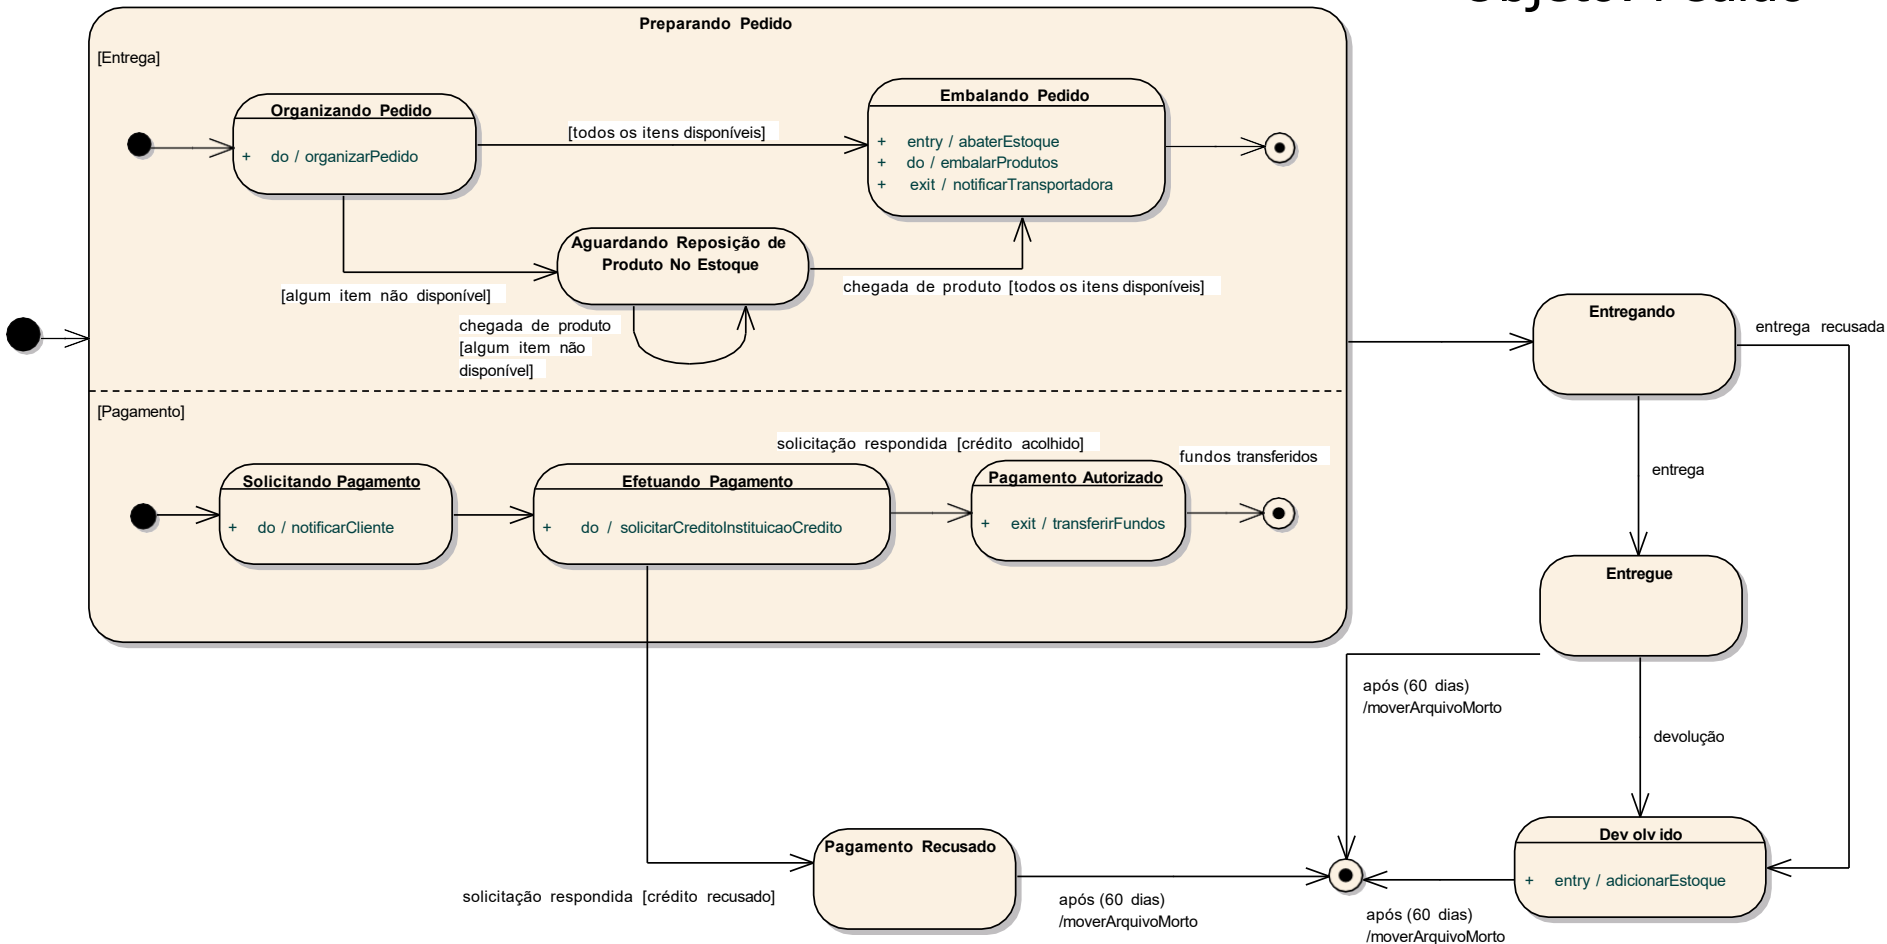 Objeto: Pedido
Preparando Pedido
[Entrega]
Organizando Pedido
+ do / organizarPedido
[todos os itens disponíveis]
Embalando Pedido
+ entry / abaterEstoque
+ do / embalarProdutos
+ exit / notificarTransportadora
Aguardando Reposição de
Produto No Estoque
[algum item não disponível]
chegada de produto [todos os itens disponíveis]
chegada de produto
[algum item não
disponível]
Entregando
entrega recusada
[Pagamento]
solicitação respondida [crédito acolhido]
fundos transferidos
Solicitando Pagamento
+ do / notificarCliente
Efetuando Pagamento
+ do / solicitarCreditoInstituicaoCredito
Pagamento Autorizado
+ exit / transferirFundos
entrega
Entregue
após (60 dias)
/moverArquivoMorto
devolução
Pagamento Recusado
Dev olv ido
+ entry / adicionarEstoque
solicitação respondida [crédito recusado]
após (60 dias)
/moverArquivoMorto
após (60 dias)
/moverArquivoMorto